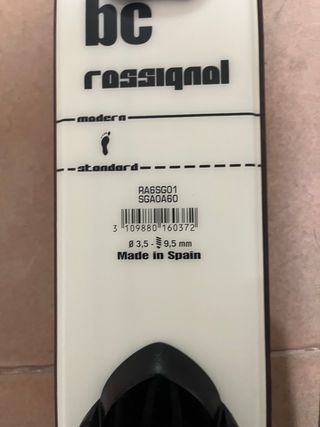 bc
rossignol
modern
standard
RA6SG01
SGA0A60
3 109880 160372
Ø 3,5 - 9,5 mm
Made in Spain